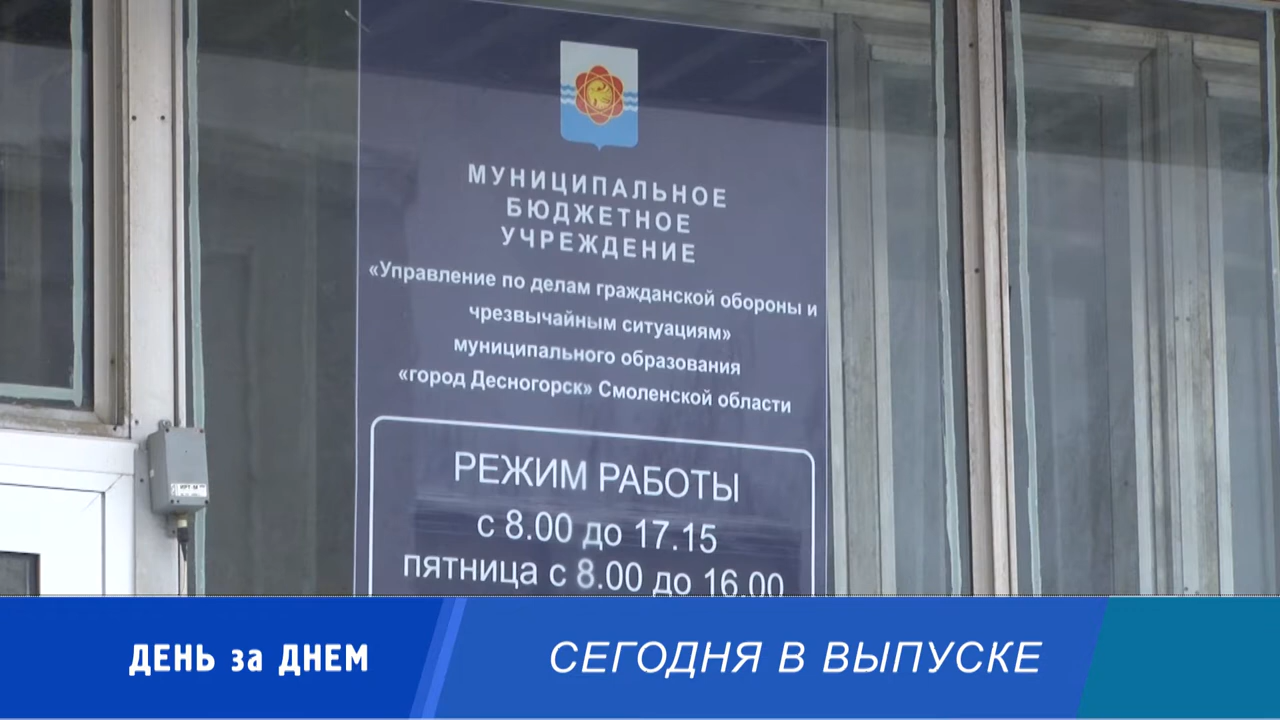 МУНИЦИПАЛЬНОЕ
БЮДЖЕТНОЕ
УЧРЕЖДЕНИЕ
«Управление по делам гражданской обороны и
чрезвычайным ситуациям»
муниципального образования
«город Десногорск» Смоленской области
РЕЖИМ РАБОТЫ
с 8.00 до 17.15
пятница с 8.00 до 16.00
ДЕНЬ за ДНЕМ
СЕГОДНЯ В ВЫПУСКЕ